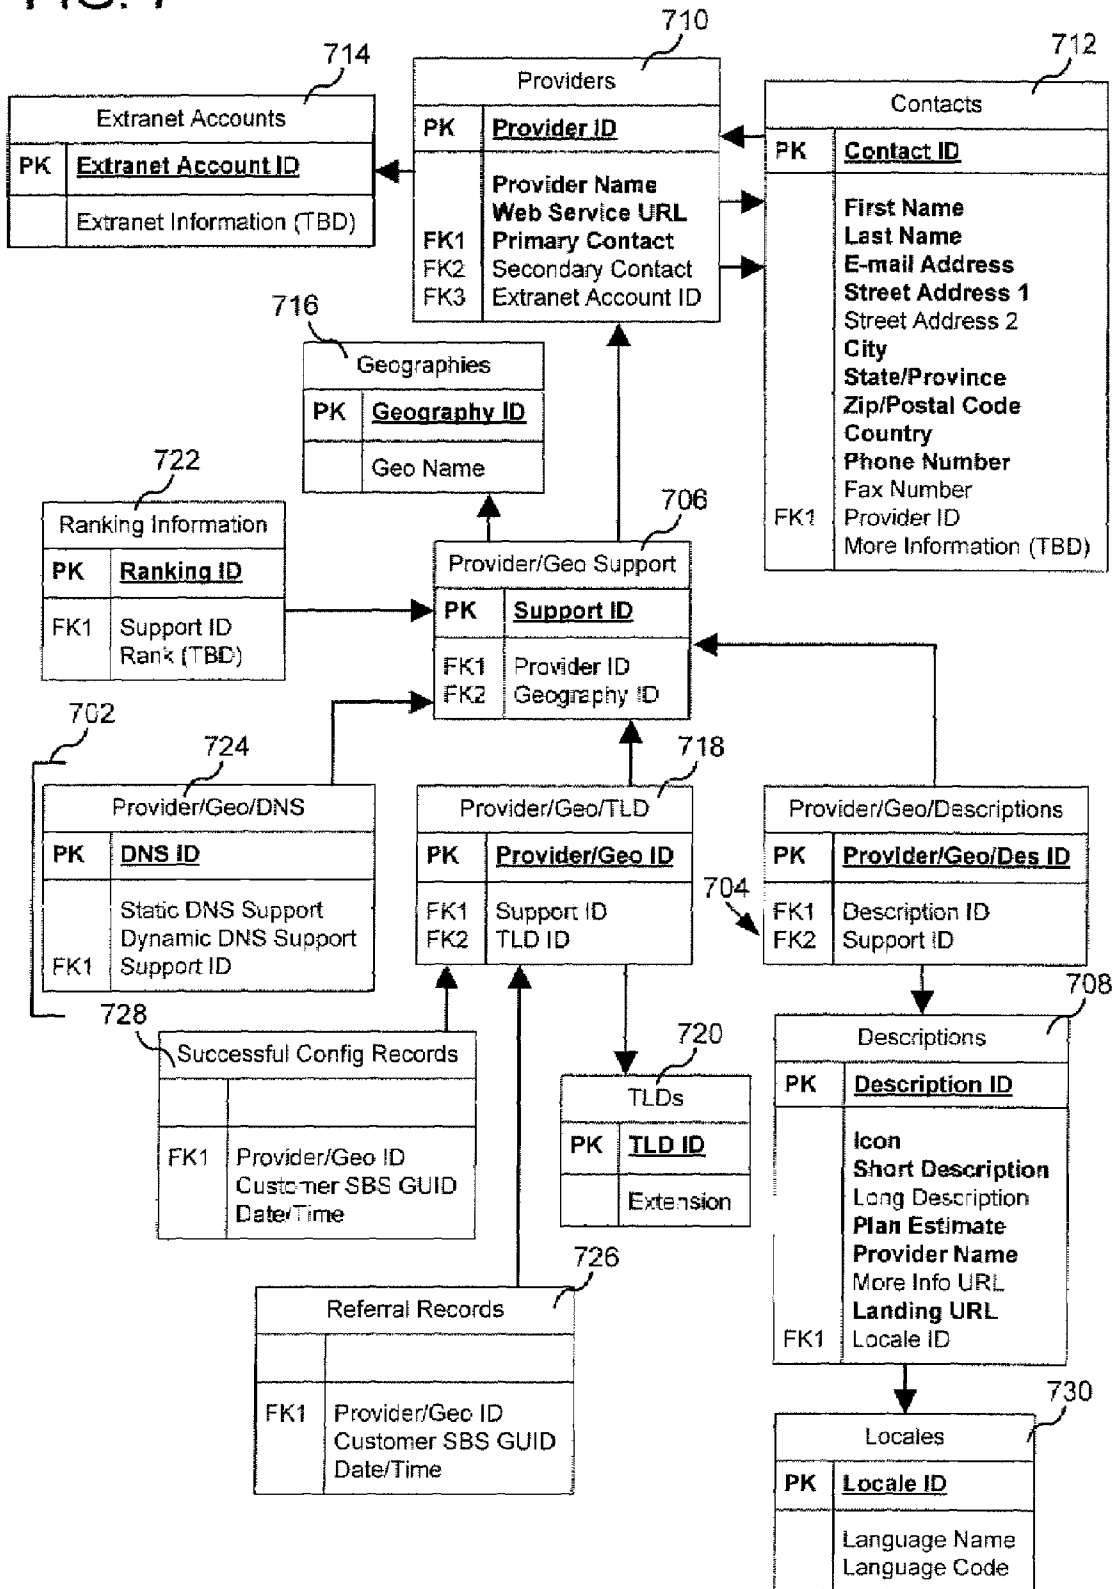 FIG. 7
710
Providers
PK Provider ID
Provider Name
Web Service URL
FK1 Primary Contact
FK2 Secondary Contact
FK3 Extranet Account ID
714
Extranet Accounts
PK Extranet Account ID
Extranet Information (TBD)
712
Contacts
PK Contact ID
First Name
Last Name
E-mail Address
Street Address 1
Street Address 2
City
State/Province
Zip/Postal Code
Country
Phone Number
Fax Number
FK1 Provider ID
More Information (TBD)
716
Geographies
PK Geography ID
Geo Name
722
Ranking Information
PK Ranking ID
FK1 Support ID
Rank (TBD)
706
Provider/Geo Support
PK Support ID
FK1 Provider ID
FK2 Geography ID
702
724
Provider/Geo/DNS
PK DNS ID
Static DNS Support
Dynamic DNS Support
FK1 Support ID
718
Provider/Geo/TLD
PK Provider/Geo ID
FK1 Support ID
FK2 TLD ID
Provider/Geo/Descriptions
PK Provider/Geo/Des ID
704
FK1 Description ID
FK2 Support ID
728
Successful Config Records
FK1 Provider/Geo ID
Customer SBS GUID
Date/Time
720
TLDs
PK TLD ID
Extension
708
Descriptions
PK Description ID
Icon
Short Description
Long Description
Plan Estimate
Provider Name
More Info URL
Landing URL
FK1 Locale ID
726
Referral Records
FK1 Provider/Geo ID
Customer SBS GUID
Date/Time
730
Locales
PK Locale ID
Language Name
Language Code